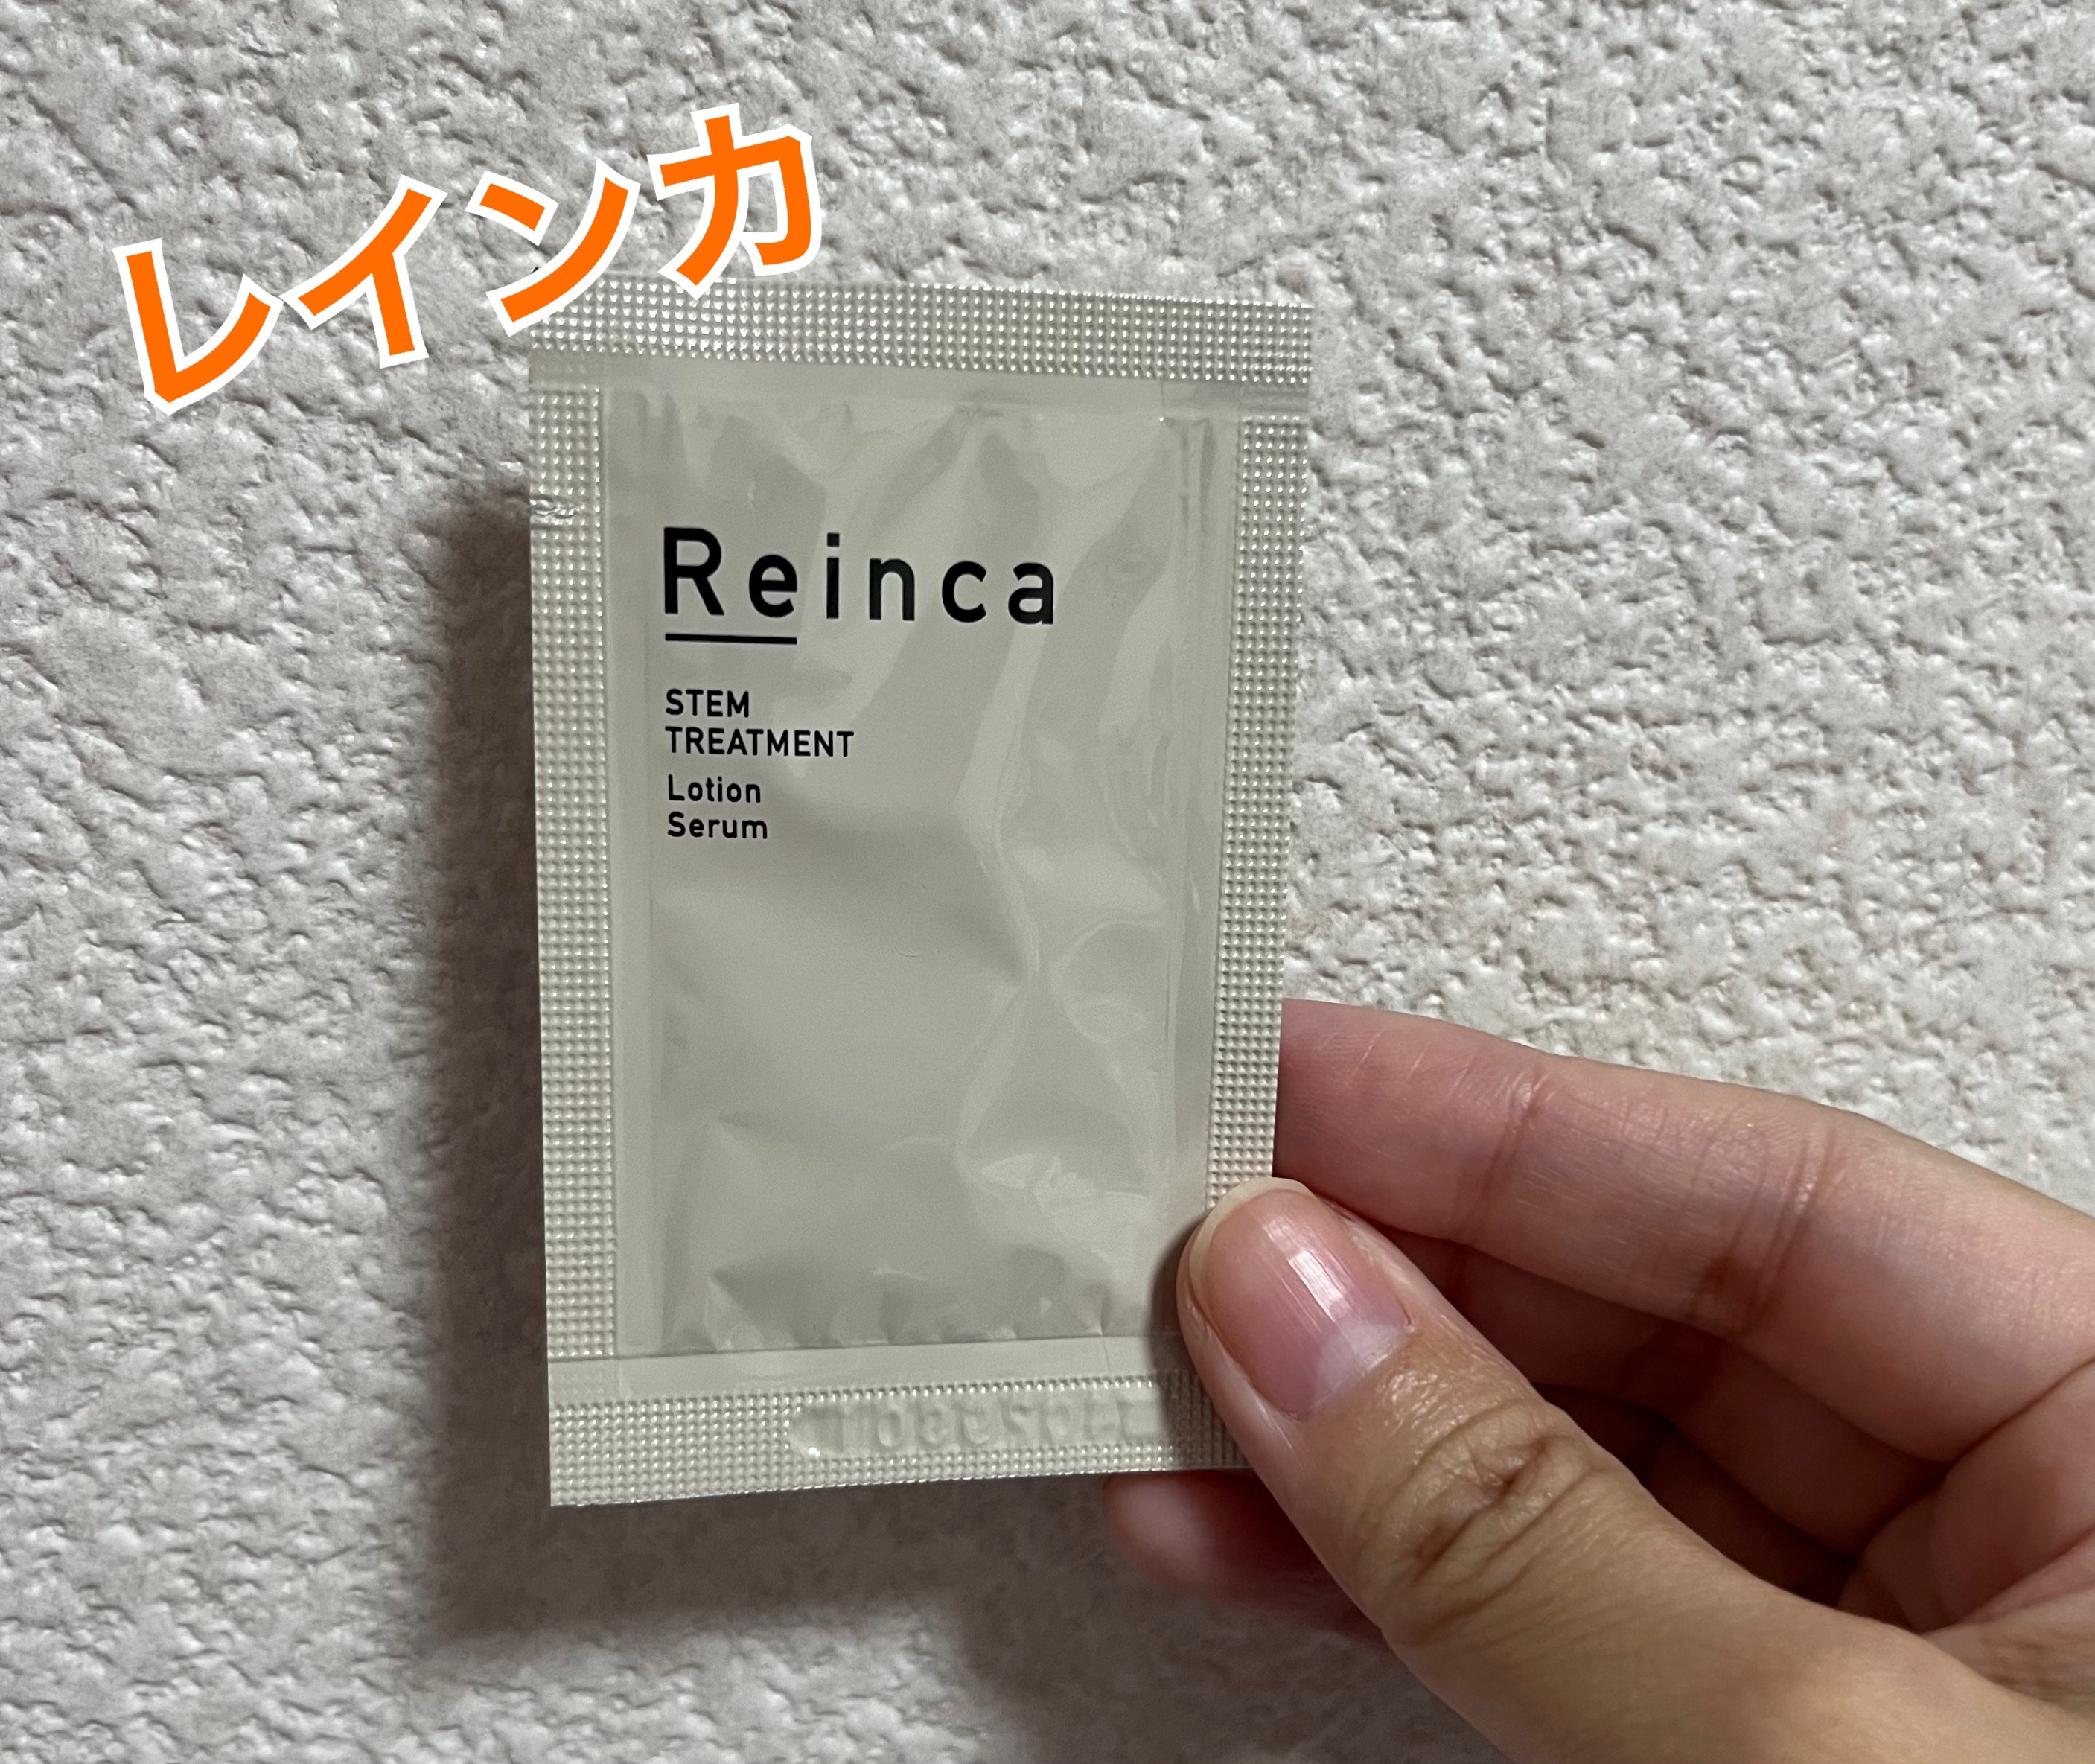 レインカ
Reinca
STEM
TREATMENT
Lotion
Serum